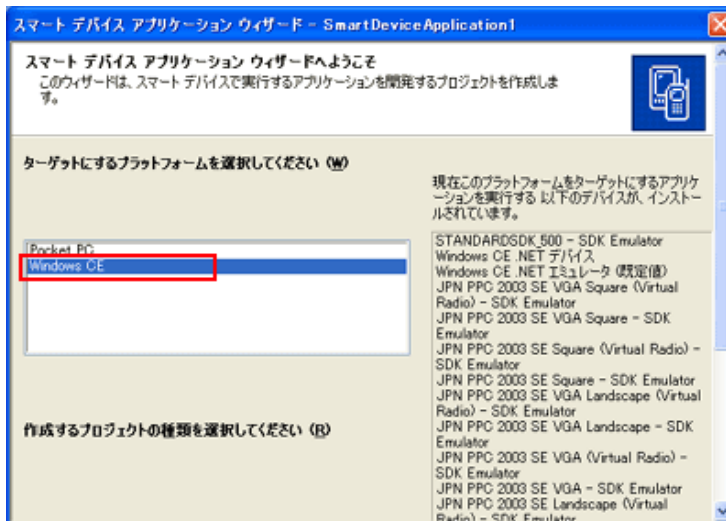 スマート デバイス アプリケーション ウィザード - SmartDeviceApplication1
スマート デバイス アプリケーション ウィザードへようこそ
このウィザードは、スマート デバイスで実行するアプリケーションを開発するプロジェクトを作成しま
す。
ターゲットにするプラットフォームを選択してください (W)
現在このプラットフォームをターゲットにするアプリケ
ーションを実行する 以下のデバイスが、インストー
ルされています。
Pocket PC
Windows CE
STANDARDSDK_500 - SDK Emulator
Windows CE .NET デバイス
Windows CE .NET エミュレータ (既定値)
JPN PPC 2003 SE VGA Square (Virtual
Radio) - SDK Emulator
JPN PPC 2003 SE VGA Square - SDK
Emulator
JPN PPC 2003 SE Square (Virtual Radio) -
SDK Emulator
JPN PPC 2003 SE Square - SDK Emulator
JPN PPC 2003 SE VGA Landscape (Virtual
Radio) - SDK Emulator
JPN PPC 2003 SE VGA Landscape - SDK
Emulator
JPN PPC 2003 SE VGA (Virtual Radio) -
SDK Emulator
JPN PPC 2003 SE VGA - SDK Emulator
JPN PPC 2003 SE Landscape (Virtual
Radio) - SDK Emulator
作成するプロジェクトの種類を選択してください (R)